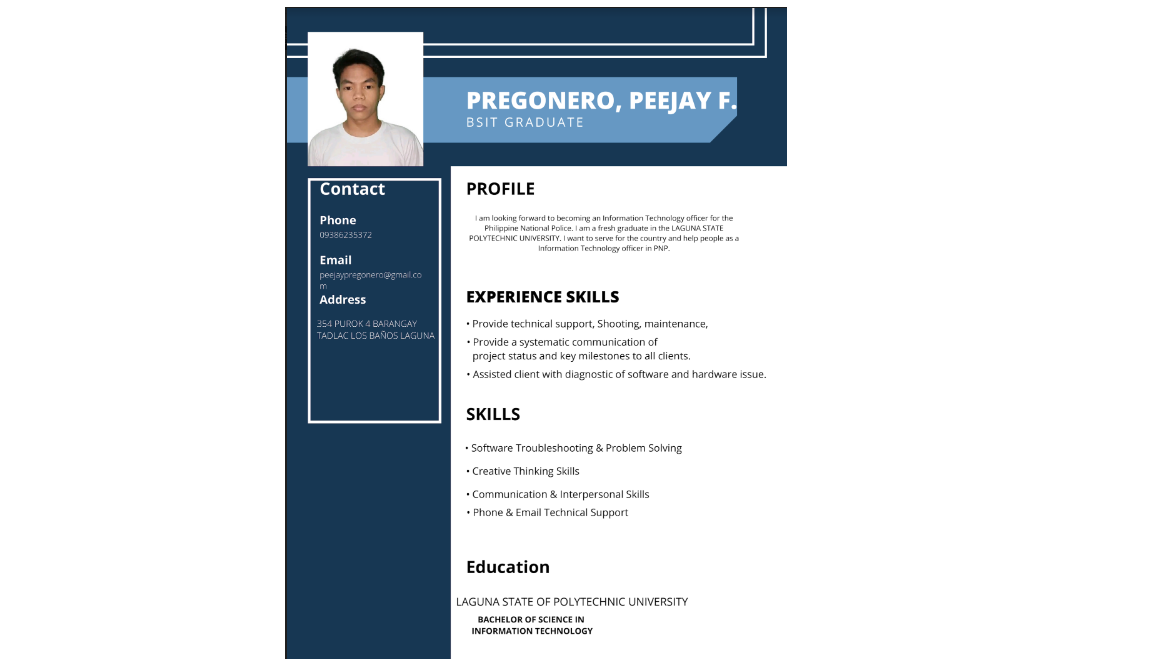 PREGONERO, PEEJAY F.
BSIT GRADUATE
Contact
Phone
09386235372
Email
peejaypregonero@gmail.co
m
Address
354 PUROK 4 BARANGAY
TADLAC LOS BAÑOS LAGUNA
PROFILE
I am looking forward to becoming an Information Technology officer for the
Philippine National Police. I am a fresh graduate in the LAGUNA STATE
POLYTECHNIC UNIVERSITY. I want to serve for the country and help people as a
Information Technology officer in PNP.
EXPERIENCE SKILLS
• Provide technical support, Shooting, maintenance,
• Provide a systematic communication of
project status and key milestones to all clients.
• Assisted client with diagnostic of software and hardware issue.
SKILLS
• Software Troubleshooting & Problem Solving
• Creative Thinking Skills
• Communication & Interpersonal Skills
• Phone & Email Technical Support
Education
LAGUNA STATE OF POLYTECHNIC UNIVERSITY
BACHELOR OF SCIENCE IN
INFORMATION TECHNOLOGY